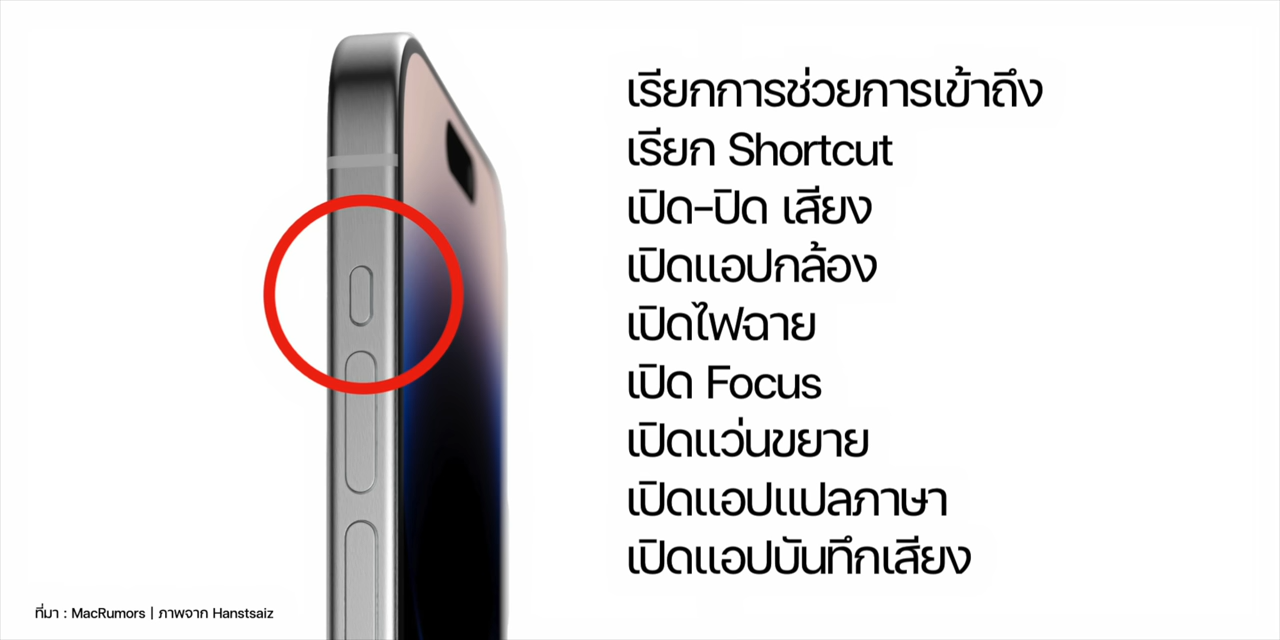 เรียกการช่วยการเข้าถึง
เรียก Shortcut
เปิด-ปิด เสียง
เปิดแอปกล้อง
เปิดไฟฉาย
เปิด Focus
เปิดแว่นขยาย
เปิดแอปแปลภาษา
เปิดแอปบันทึกเสียง
ที่มา : MacRumors | ภาพจาก Hanstsaiz